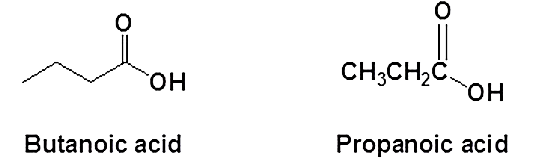 O
OH
Butanoic acid
O
CH₃CH₂C
OH
Propanoic acid